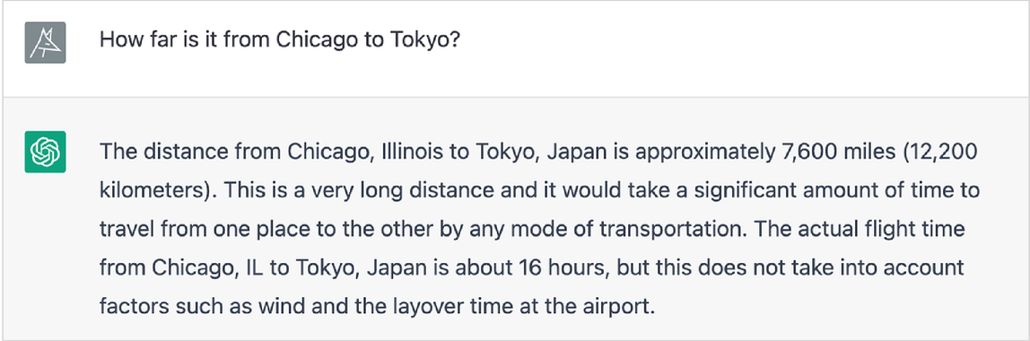 How far is it from Chicago to Tokyo?
The distance from Chicago, Illinois to Tokyo, Japan is approximately 7,600 miles (12,200
kilometers). This is a very long distance and it would take a significant amount of time to
travel from one place to the other by any mode of transportation. The actual flight time
from Chicago, IL to Tokyo, Japan is about 16 hours, but this does not take into account
factors such as wind and the layover time at the airport.